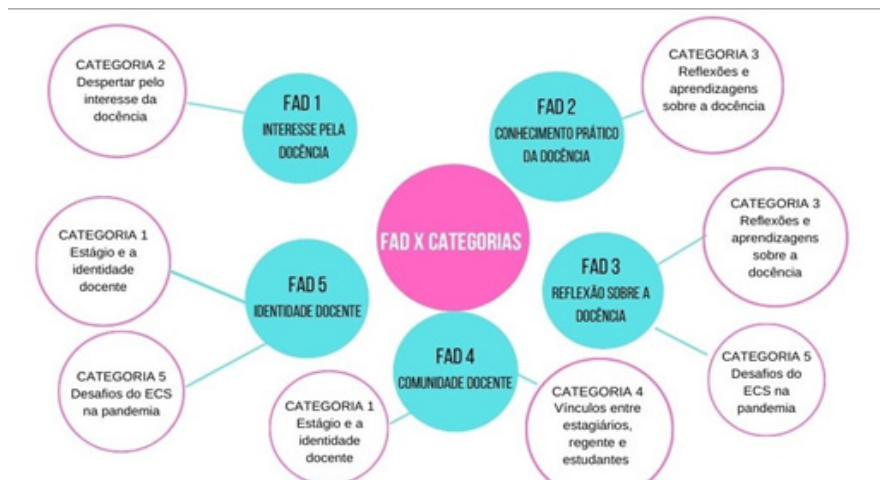 CATEGORIA 2
Despertar pelo
interesse da
docência
FAD 1
INTERESSE PELA
DOCÊNCIA
FAD 2
CONHECIMENTO PRÁTICO
DA DOCÊNCIA
CATEGORIA 3
Reflexões e
aprendizagens
sobre a docência
FAD X CATEGORIAS
CATEGORIA 1
Estágio e a
identidade
docente
FAD 5
IDENTIDADE DOCENTE
CATEGORIA 5
Desafios do ECS
na pandemia
FAD 3
REFLEXÃO SOBRE A
DOCÊNCIA
CATEGORIA 3
Reflexões e
aprendizagens
sobre a
docência
CATEGORIA 5
Desafios do
ECS na
pandemia
FAD 4
COMUNIDADE DOCENTE
CATEGORIA 1
Estágio e a
identidade
docente
CATEGORIA 4
Vínculos entre
estagiários,
regente e
estudantes